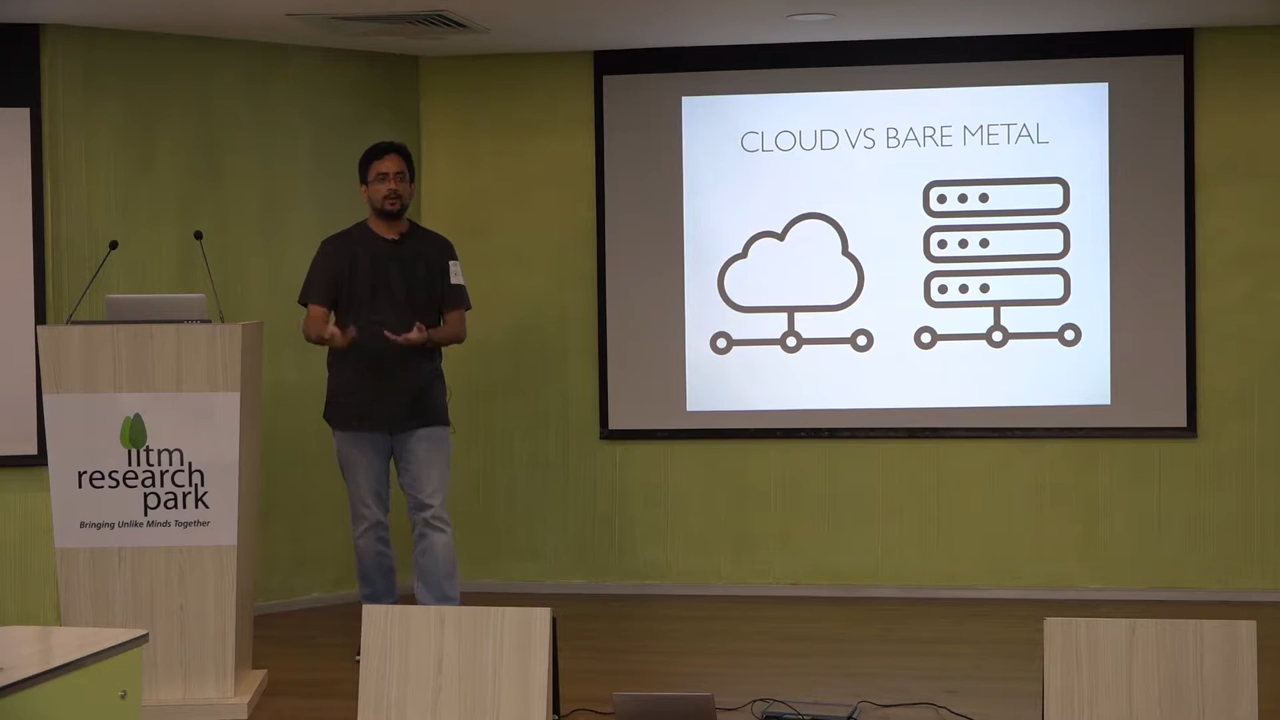 CLOUD VS BARE METAL
iitm
research
park
Bringing Unlike Minds Together